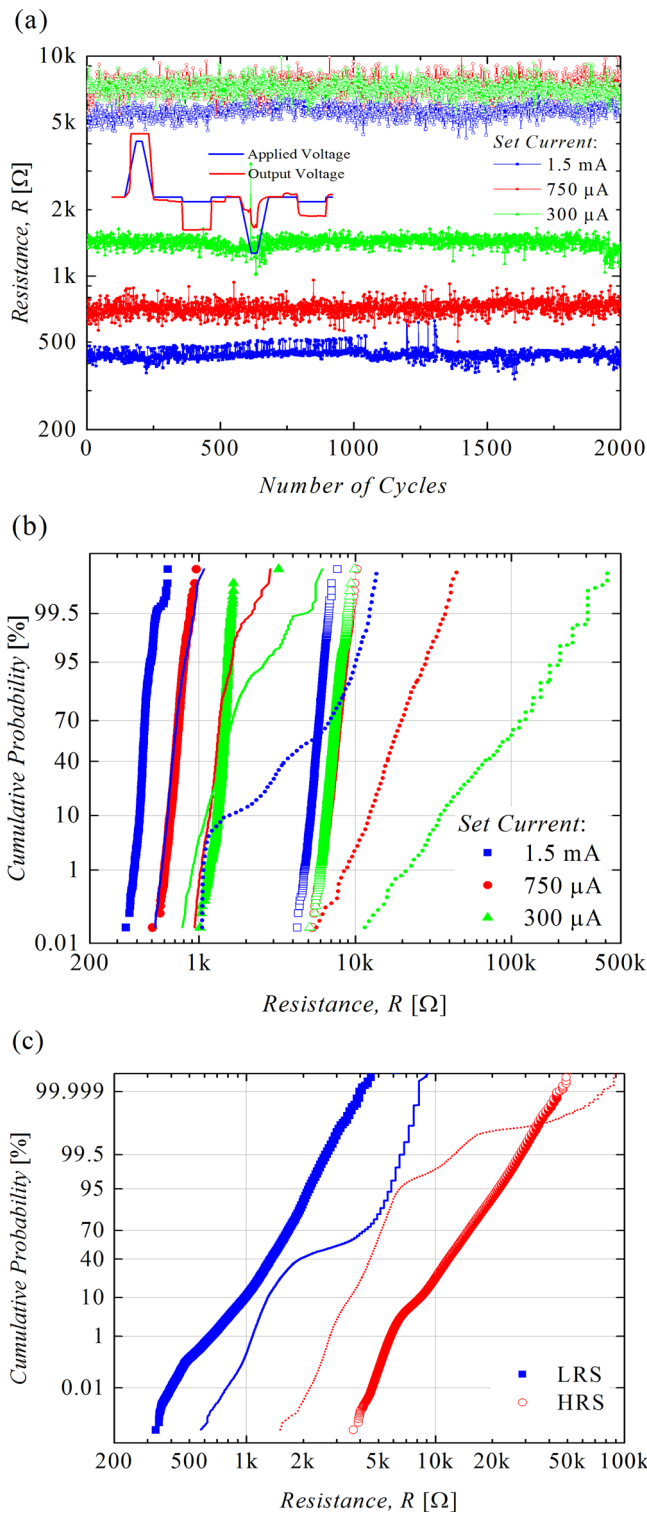 (a)
10k
5k
2k
1k
500
200
Resistance, R [Ω]
Applied Voltage
Output Voltage
Set Current:
1.5 mA
750 µA
300 µA
0
500
1000
1500
2000
Number of Cycles
(b)
99.5
95
70
40
10
1
0.01
Cumulative Probability [%]
Set Current:
1.5 mA
750 µA
300 µA
200
1k
10k
100k
500k
Resistance, R [Ω]
(c)
99.999
99.5
95
70
40
10
1
0.01
Cumulative Probability [%]
LRS
HRS
200
500
1k
2k
5k
10k
20k
50k
100k
Resistance, R [Ω]